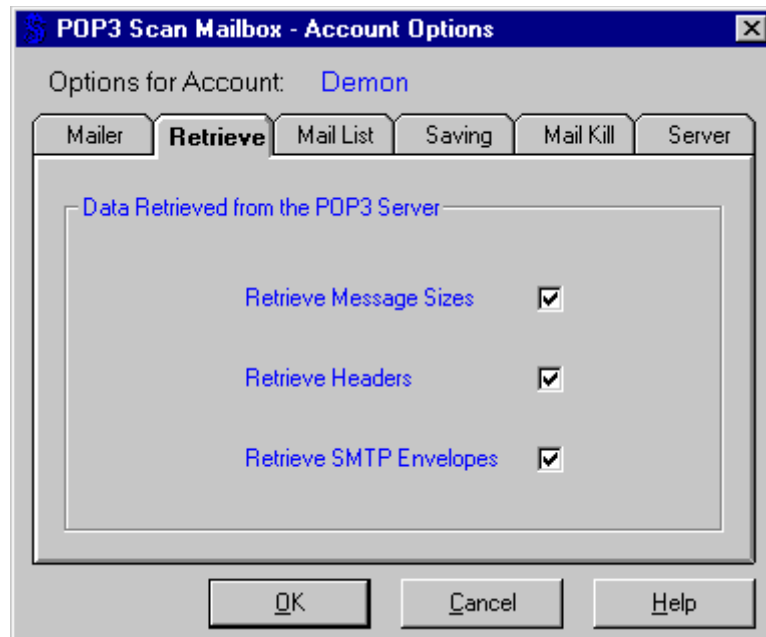 POP3 Scan Mailbox - Account Options
Options for Account: Demon
Mailer Retrieve Mail List Saving Mail Kill Server
Data Retrieved from the POP3 Server
Retrieve Message Sizes
Retrieve Headers
Retrieve SMTP Envelopes
OK Cancel Help